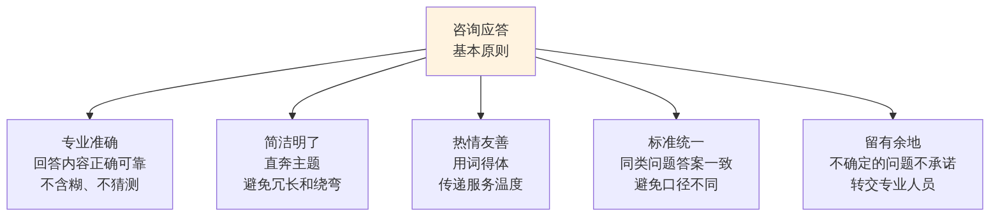 咨询应答
基本原则
专业准确
回答内容正确可靠
不含糊、不猜测
简洁明了
直奔主题
避免冗长和绕弯
热情友善
用词得体
传递服务温度
标准统一
同类问题答案一致
避免口径不同
留有余地
不确定的问题不承诺
转交专业人员